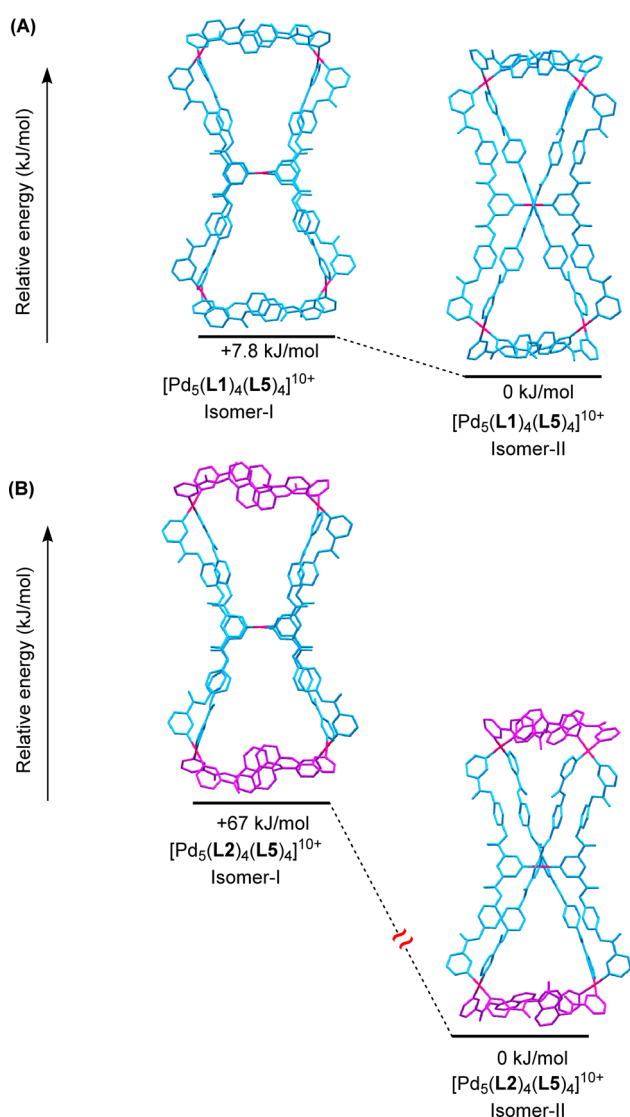 (A)
Relative energy (kJ/mol)
+7.8 kJ/mol
[Pd5(L1)4(L5)4]10+
Isomer-I
0 kJ/mol
[Pd5(L1)4(L5)4]10+
Isomer-II
(B)
Relative energy (kJ/mol)
+67 kJ/mol
[Pd5(L2)4(L5)4]10+
Isomer-I
0 kJ/mol
[Pd5(L2)4(L5)4]10+
Isomer-II